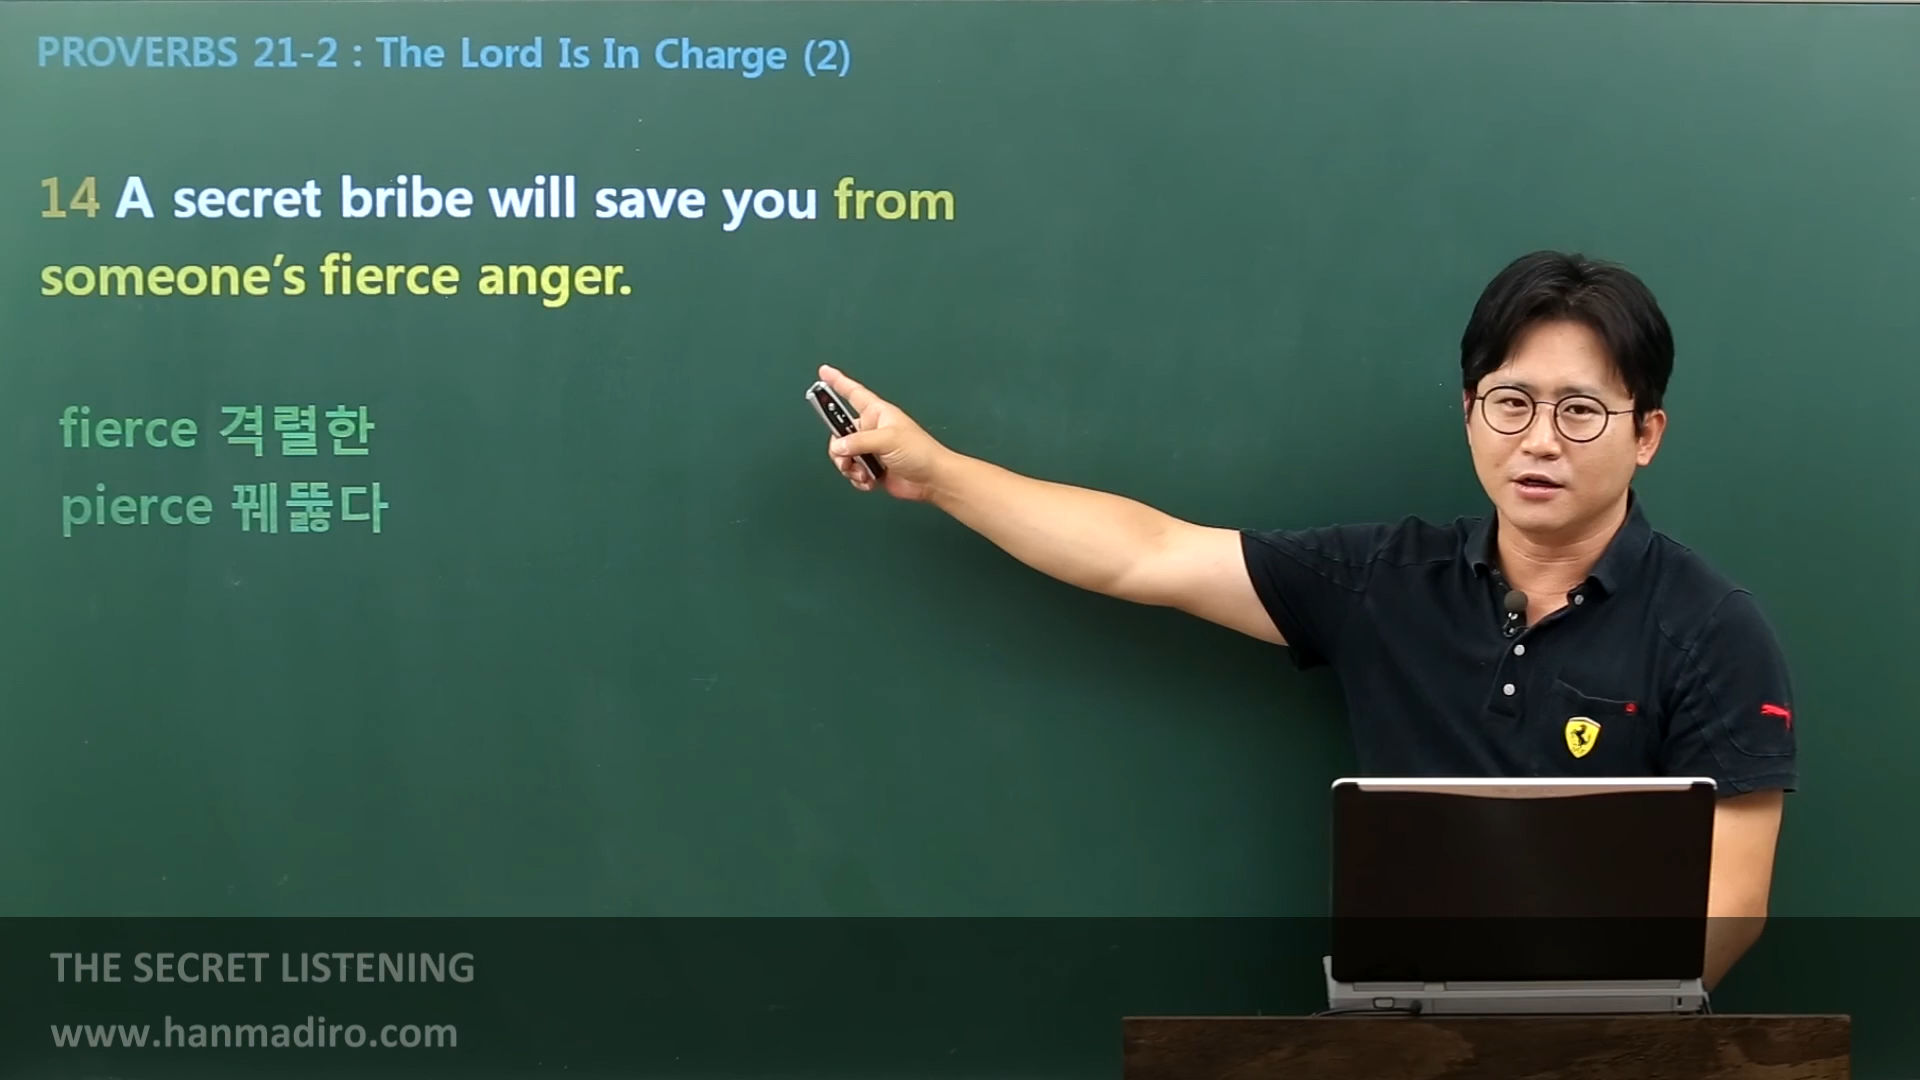 PROVERBS 21-2 : The Lord Is In Charge (2)
14 A secret bribe will save you from
someone’s fierce anger.
fierce 격렬한
pierce 꿰뚫다
THE SECRET LISTENING
www.hanmadiro.com